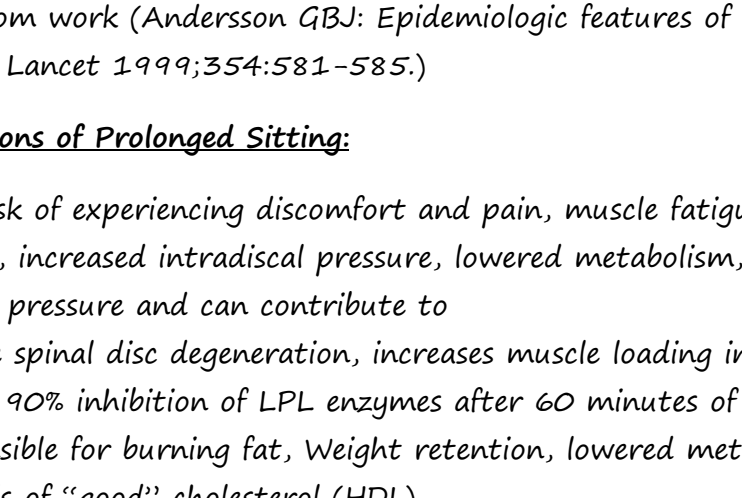 om work (Andersson GBJ: Epidemiologic features of
Lancet 1999;354:581-585.)
ons of Prolonged Sitting:
sk of experiencing discomfort and pain, muscle fatigu
, increased intradiscal pressure, lowered metabolism,
pressure and can contribute to
spinal disc degeneration, increases muscle loading in
90% inhibition of LPL enzymes after 60 minutes of
sible for burning fat, Weight retention, lowered met
s of “good” cholesterol (HDL)